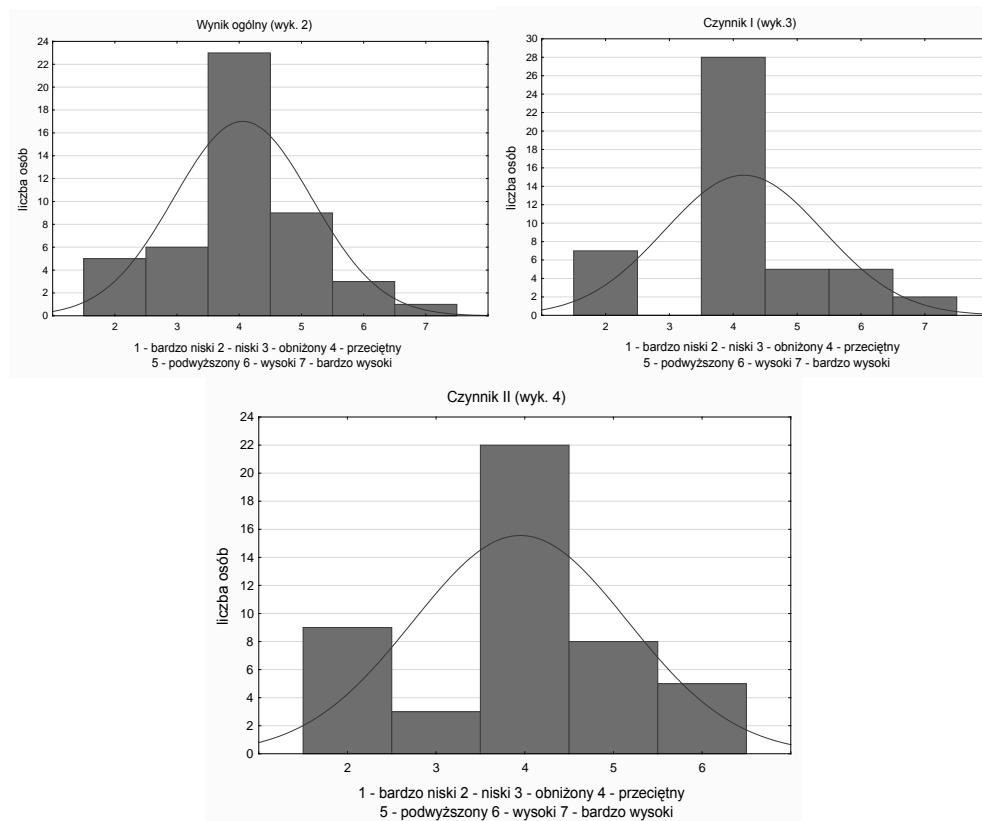 Wynik ogólny (wyk. 2)
24
22
20
18
16
14
12
10
8
6
4
2
0
liczba osób
2 3 4 5 6 7
1 - bardzo niski 2 - niski 3 - obniżony 4 - przeciętny
5 - podwyższony 6 - wysoki 7 - bardzo wysoki
Czynnik I (wyk.3)
30
28
26
24
22
20
18
16
14
12
10
8
6
4
2
0
liczba osób
2 3 4 5 6 7
1 - bardzo niski 2 - niski 3 - obniżony 4 - przeciętny
5 - podwyższony 6 - wysoki 7 - bardzo wysoki
Czynnik II (wyk. 4)
24
22
20
18
16
14
12
10
8
6
4
2
0
liczba osób
2 3 4 5 6
1 - bardzo niski 2 - niski 3 - obniżony 4 - przeciętny
5 - podwyższony 6 - wysoki 7 - bardzo wysoki